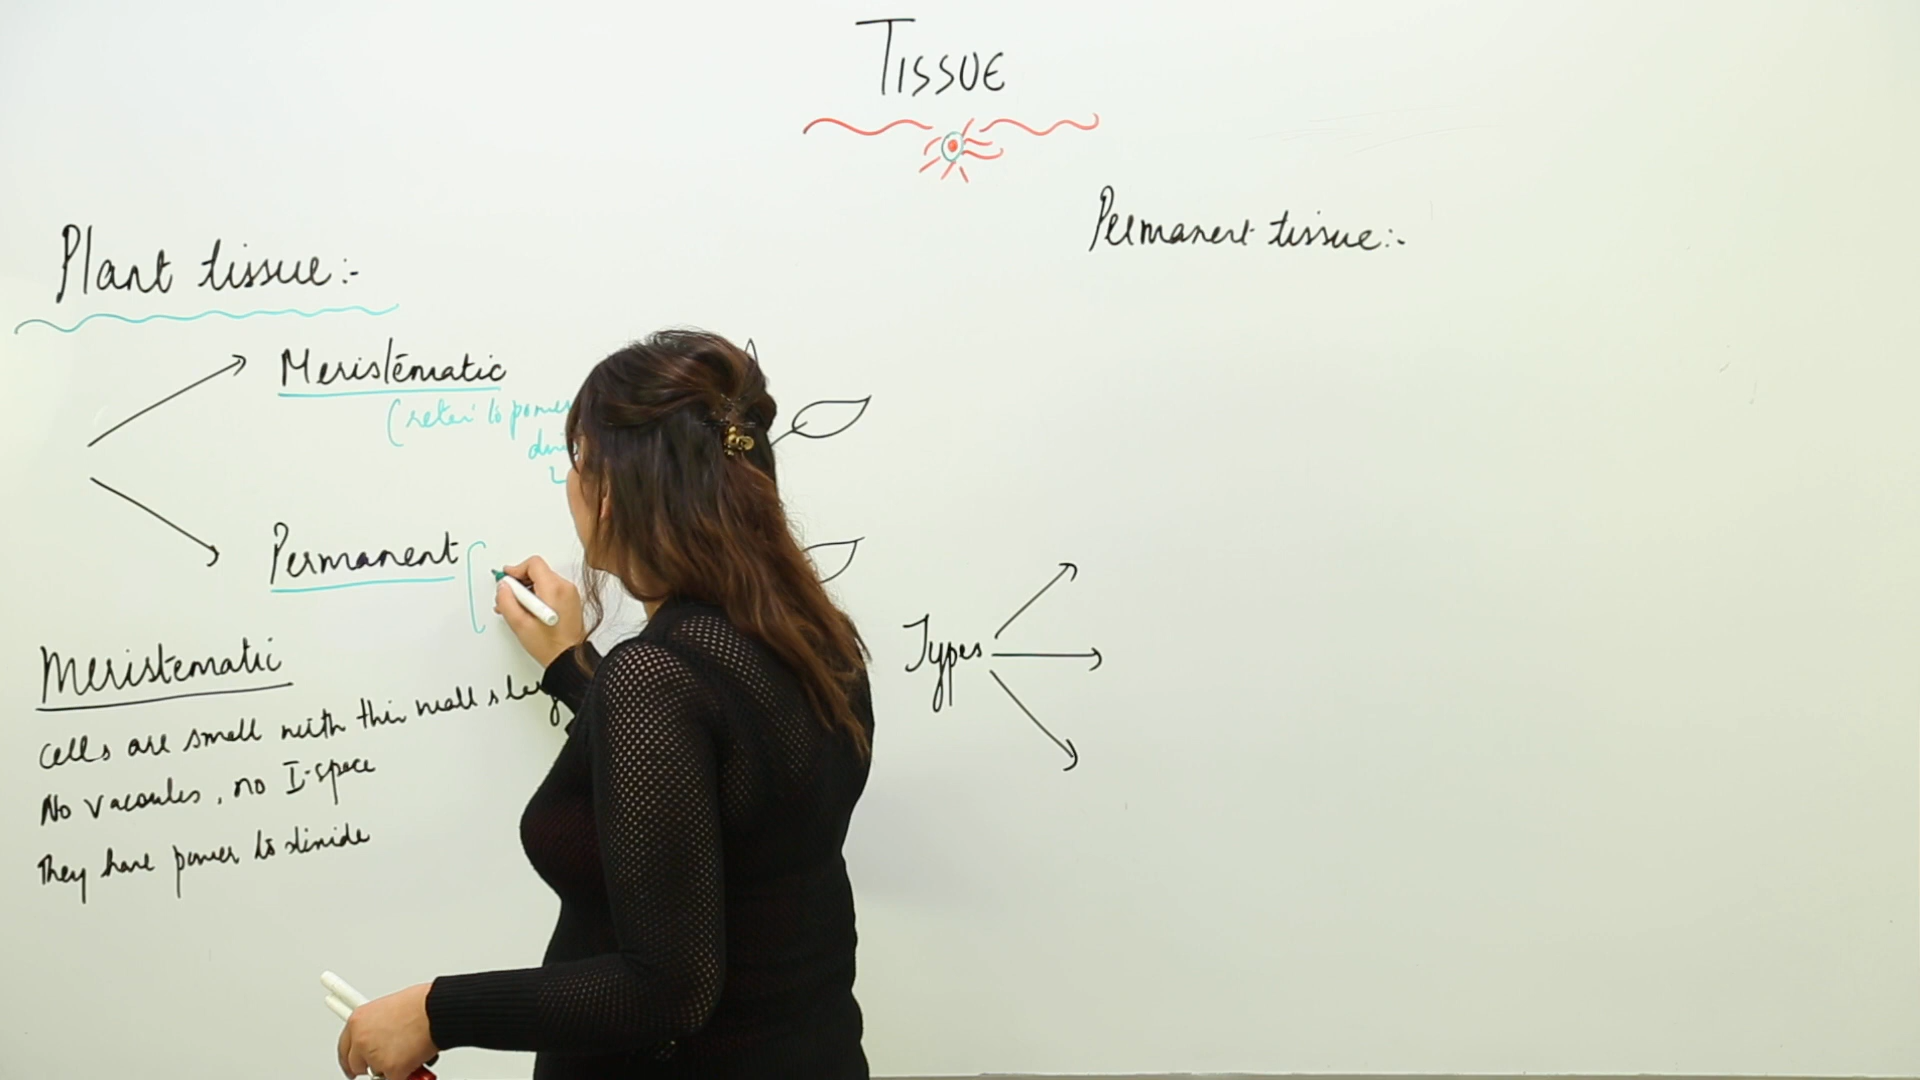 TISSUE
Plant tissue:-
Meristematic
(retain to power
Permanent (
Meristematic
cells are small with thin wall &
No vacoules, no I-space
They have power to divide
Permanent tissue:-
Types